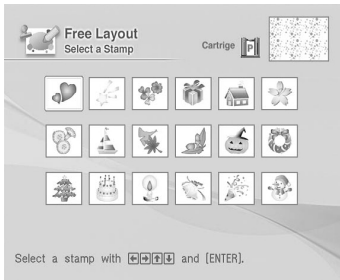 Free Layout
Select a Stamp
Cartrige P
Select a stamp with ←→↑↓ and [ENTER].